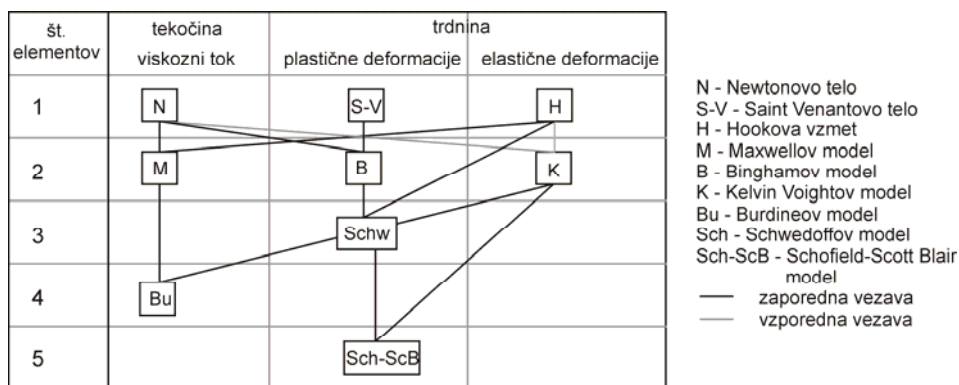 št. elementov
tekočina
trdnina
viskozni tok
plastične deformacije
elastične deformacije
1
N
S-V
H
2
M
B
K
3
Schw
4
Bu
5
Sch-ScB
N - Newtonovo telo
S-V - Saint Venantovo telo
H - Hookova vzmet
M - Maxwellov model
B - Binghamov model
K - Kelvin Voightov model
Bu - Burdineov model
Sch - Schwedoffov model
Sch-ScB - Schofield-Scott Blair
model
zaporedna vezava
vzporedna vezava